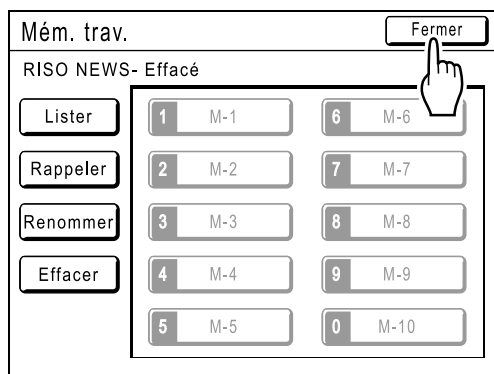 Mém. trav.
Fermer
RISO NEWS- Effacé
Lister
1 M-1
6 M-6
Rappeler
2 M-2
7 M-7
Renommer
3 M-3
8 M-8
Effacer
4 M-4
9 M-9
5 M-5
0 M-10